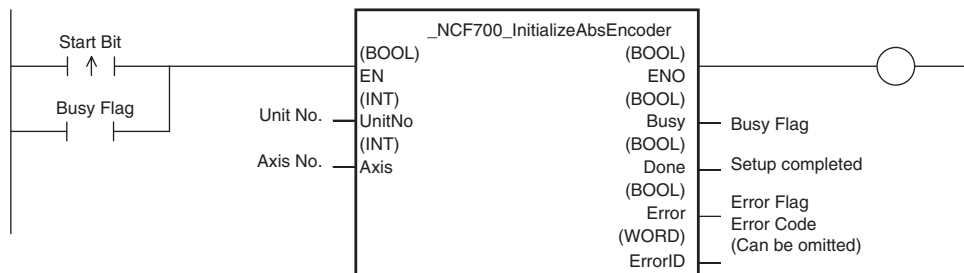 _NCF700_InitializeAbsEncoder
Start Bit
(BOOL)
(BOOL)
EN
ENO
Busy Flag
(INT)
(BOOL)
Unit No.
UnitNo
Busy
Busy Flag
(INT)
(BOOL)
Axis No.
Axis
Done
Setup completed
(BOOL)
Error
Error Flag
(WORD)
Error Code
(Can be omitted)
ErrorID